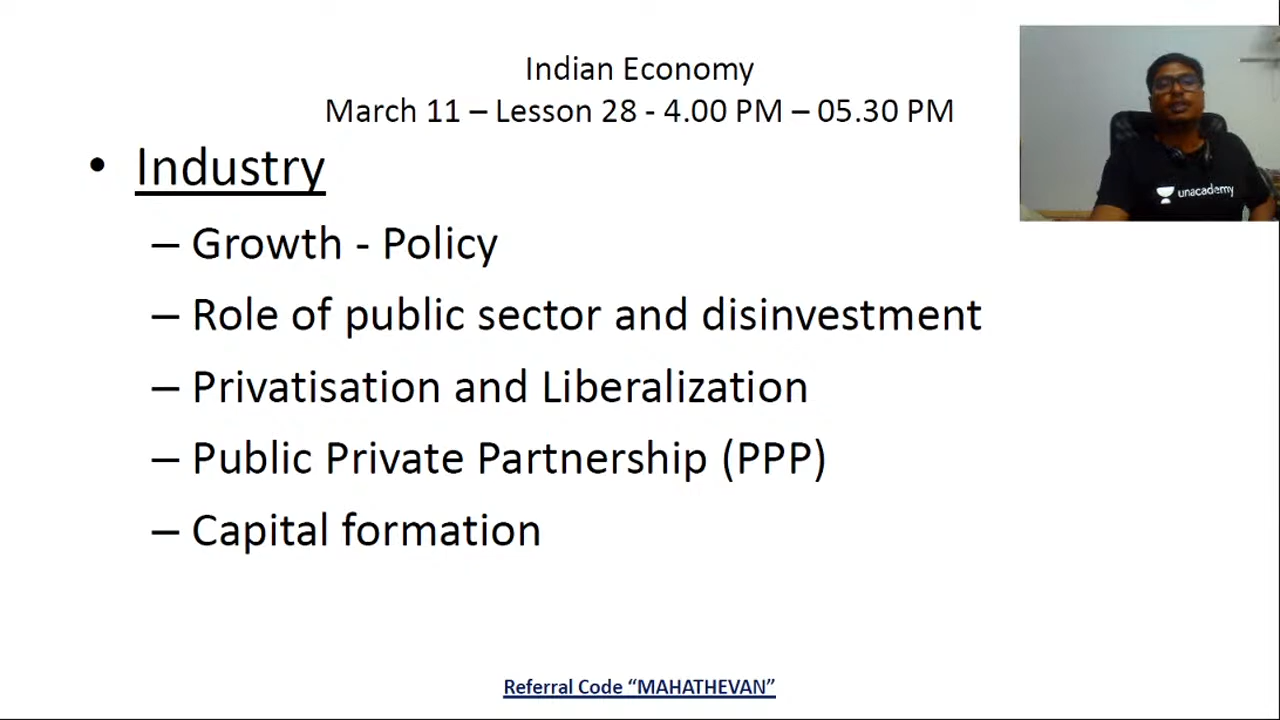 Indian Economy
March 11 – Lesson 28 - 4.00 PM – 05.30 PM
• Industry
– Growth - Policy
– Role of public sector and disinvestment
– Privatisation and Liberalization
– Public Private Partnership (PPP)
– Capital formation
unacademy
Referral Code “MAHATHEVAN”